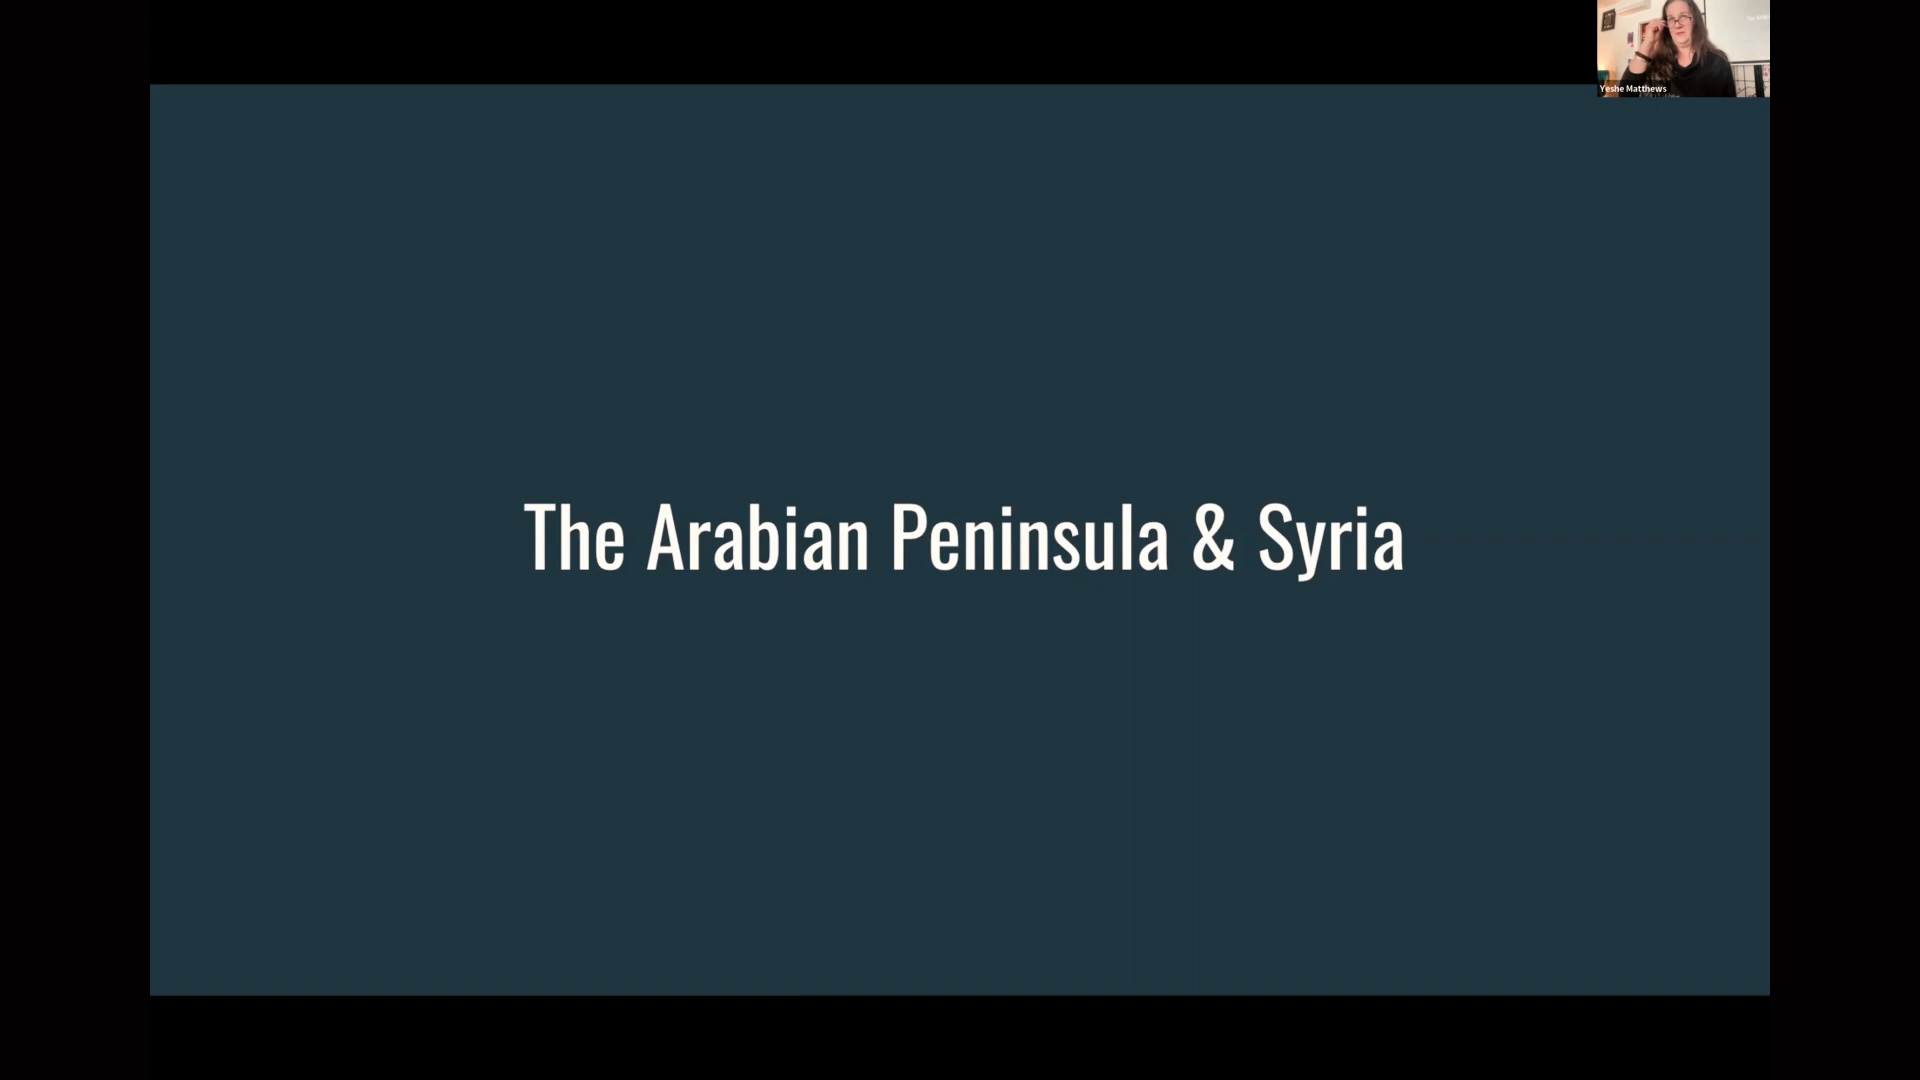 Yeshe Matthews
The Arabian Peninsula & Syria